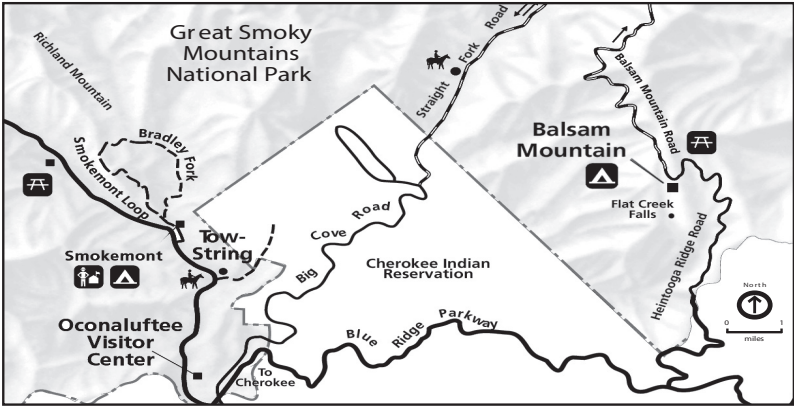 Great Smoky
Mountains
National Park
Richland Mountain
Bradley Fork
Smokemont Loop
Smokemont
Tow-
String
Oconaluftee
Visitor
Center
To
Cherokee
Straight Fork Road
Big Cove Road
Cherokee Indian
Reservation
Blue Ridge Parkway
Balsam
Mountain
Balsam Mountain Road
Flat Creek
Falls
Heintooga Ridge Road
North
0 1
miles